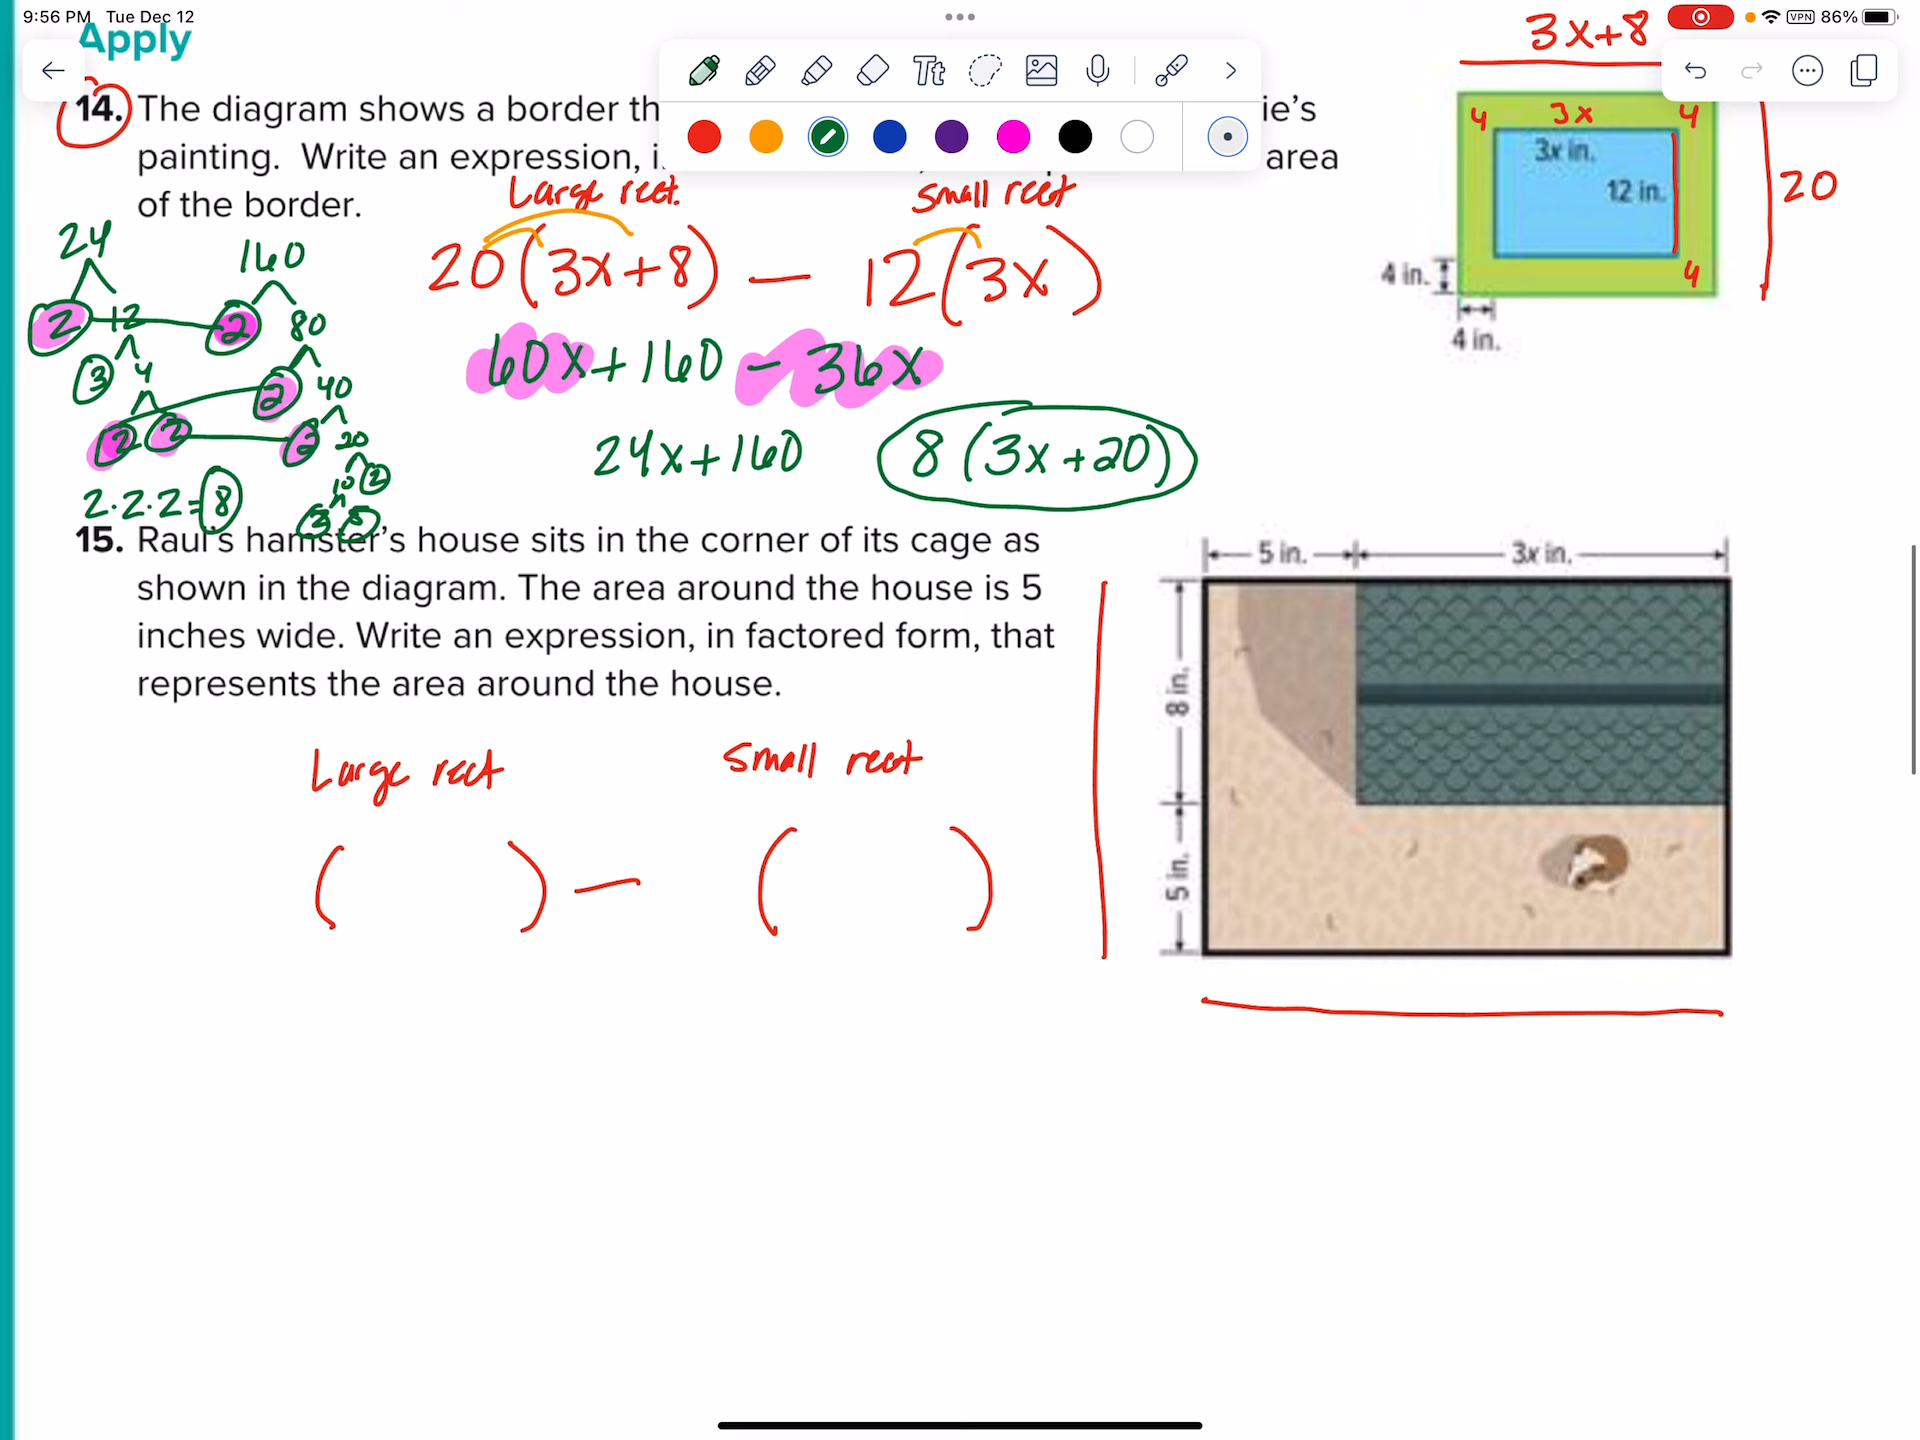 9:56 PM Tue Dec 12
VPN 86%
Apply
3x+8
14. The diagram shows a border th ie's
painting. Write an expression, i area
of the border.
Tt
4 3x 4
3x in.
12 in.
20
4
4 in.
4 in.
Large rect. Small rect
20(3x+8) — 12(3x)
60x+160 - 36x
24x+160 8(3x+20)
24 160
2 12 2 80
3 4 2 40
2 2 2 20
10 2
5
2·2·2=8
15. Raul's hamster's house sits in the corner of its cage as
shown in the diagram. The area around the house is 5
inches wide. Write an expression, in factored form, that
represents the area around the house.
5 in. 3x in.
8 in.
5 in.
Large rect Small rect
( ) — ( )